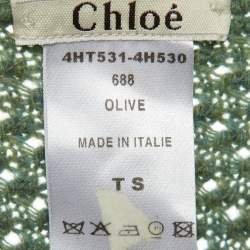 Chloé
4HT531-4H530
688
OLIVE
MADE IN ITALIE
T S